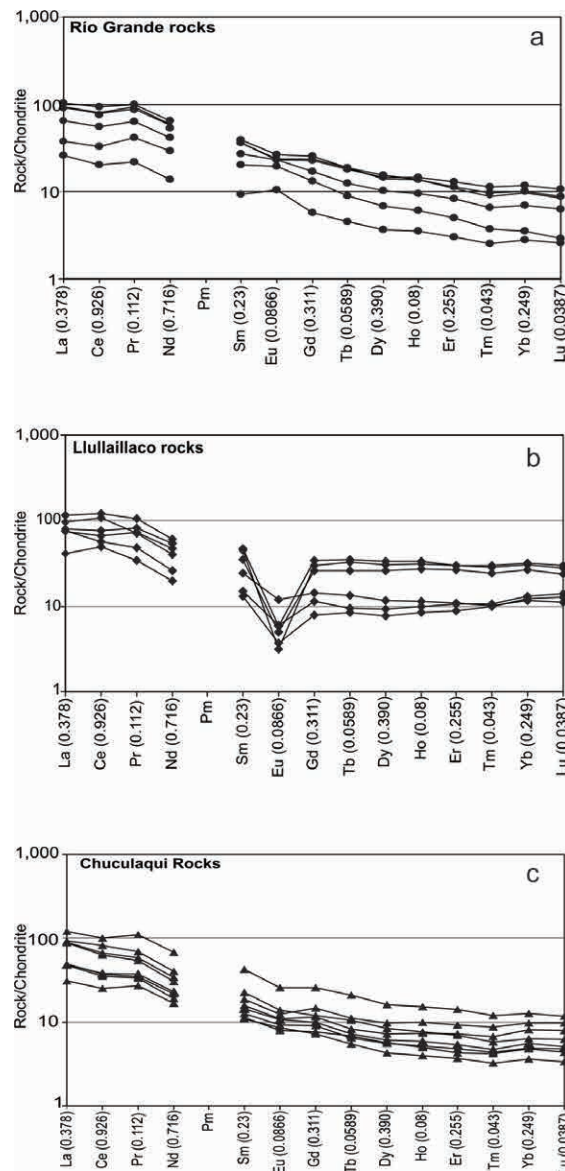 Río Grande rocks
a
1,000
100
10
1
Rock/Chondrite
La (0.378)
Ce (0.926)
Pr (0.112)
Nd (0.716)
Pm
Sm (0.23)
Eu (0.0866)
Gd (0.311)
Tb (0.0589)
Dy (0.390)
Ho (0.08)
Er (0.255)
Tm (0.043)
Yb (0.249)
Lu (0.0387)
Llullaillaco rocks
b
1,000
100
10
1
La (0.378)
Ce (0.926)
Pr (0.112)
Nd (0.716)
Pm
Sm (0.23)
Eu (0.0866)
Gd (0.311)
Tb (0.0589)
Dy (0.390)
Ho (0.08)
Er (0.255)
Tm (0.043)
Yb (0.249)
Lu (0.0387)
Chuculaqui Rocks
c
1,000
100
10
1
Rock/Chondrite
La (0.378)
Ce (0.926)
Pr (0.112)
Nd (0.716)
Pm
Sm (0.23)
Eu (0.0866)
Gd (0.311)
Tb (0.0589)
Dy (0.390)
Ho (0.08)
Er (0.255)
Tm (0.043)
Yb (0.249)
Lu (0.0387)